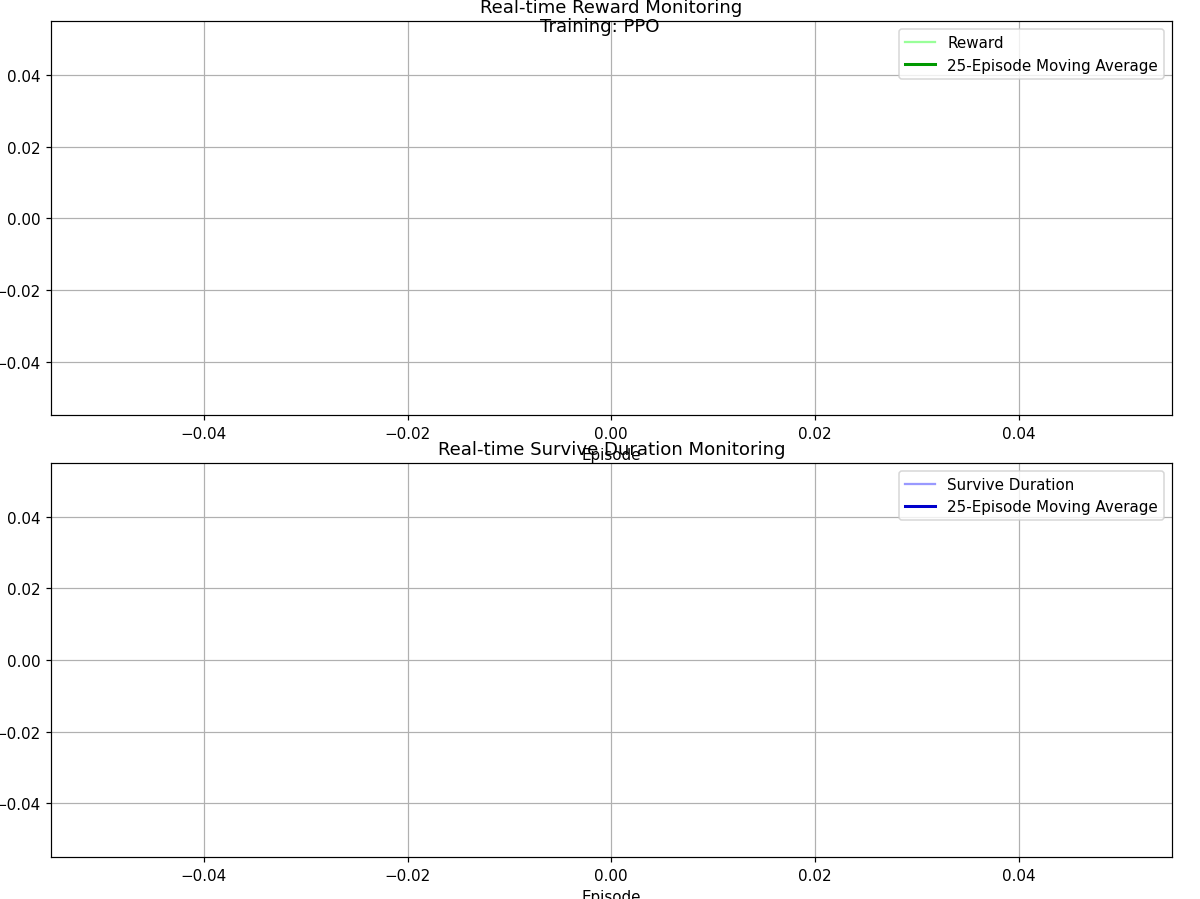 Real-time Reward Monitoring
Training: PPO
Reward
25-Episode Moving Average
0.04
0.02
0.00
−0.02
−0.04
−0.04 −0.02 0.00 0.02 0.04
Episode
Real-time Survive Duration Monitoring
Survive Duration
25-Episode Moving Average
0.04
0.02
0.00
−0.02
−0.04
−0.04 −0.02 0.00 0.02 0.04
Episode